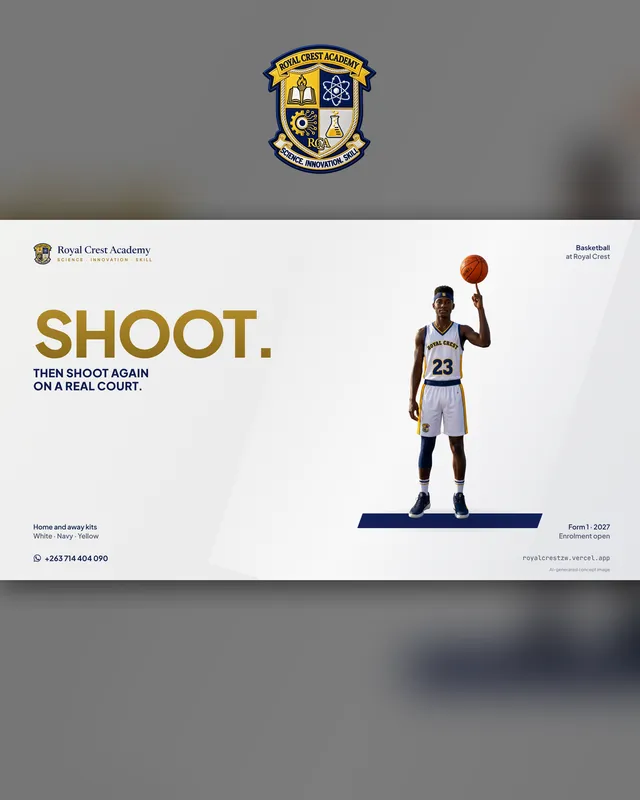 ROYAL CREST ACADEMY
RCA
SCIENCE. INNOVATION. SKILL
Royal Crest Academy
SCIENCE · INNOVATION · SKILL
Basketball
at Royal Crest
SHOOT.
THEN SHOOT AGAIN
ON A REAL COURT.
ROYAL CREST
23
Home and away kits
White · Navy · Yellow
+263 714 404 090
Form 1 · 2027
Enrolment open
royalcrestzw.vercel.app
AI-generated concept image